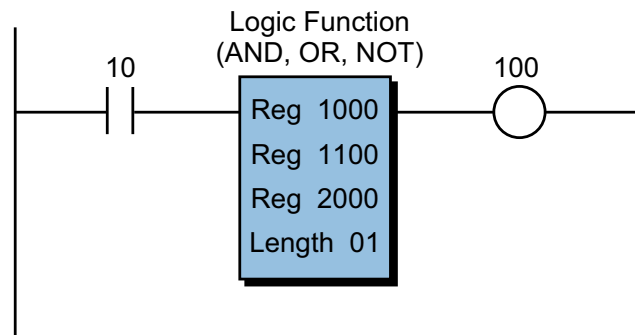 Logic Function
(AND, OR, NOT)
10
100
Reg 1000
Reg 1100
Reg 2000
Length 01